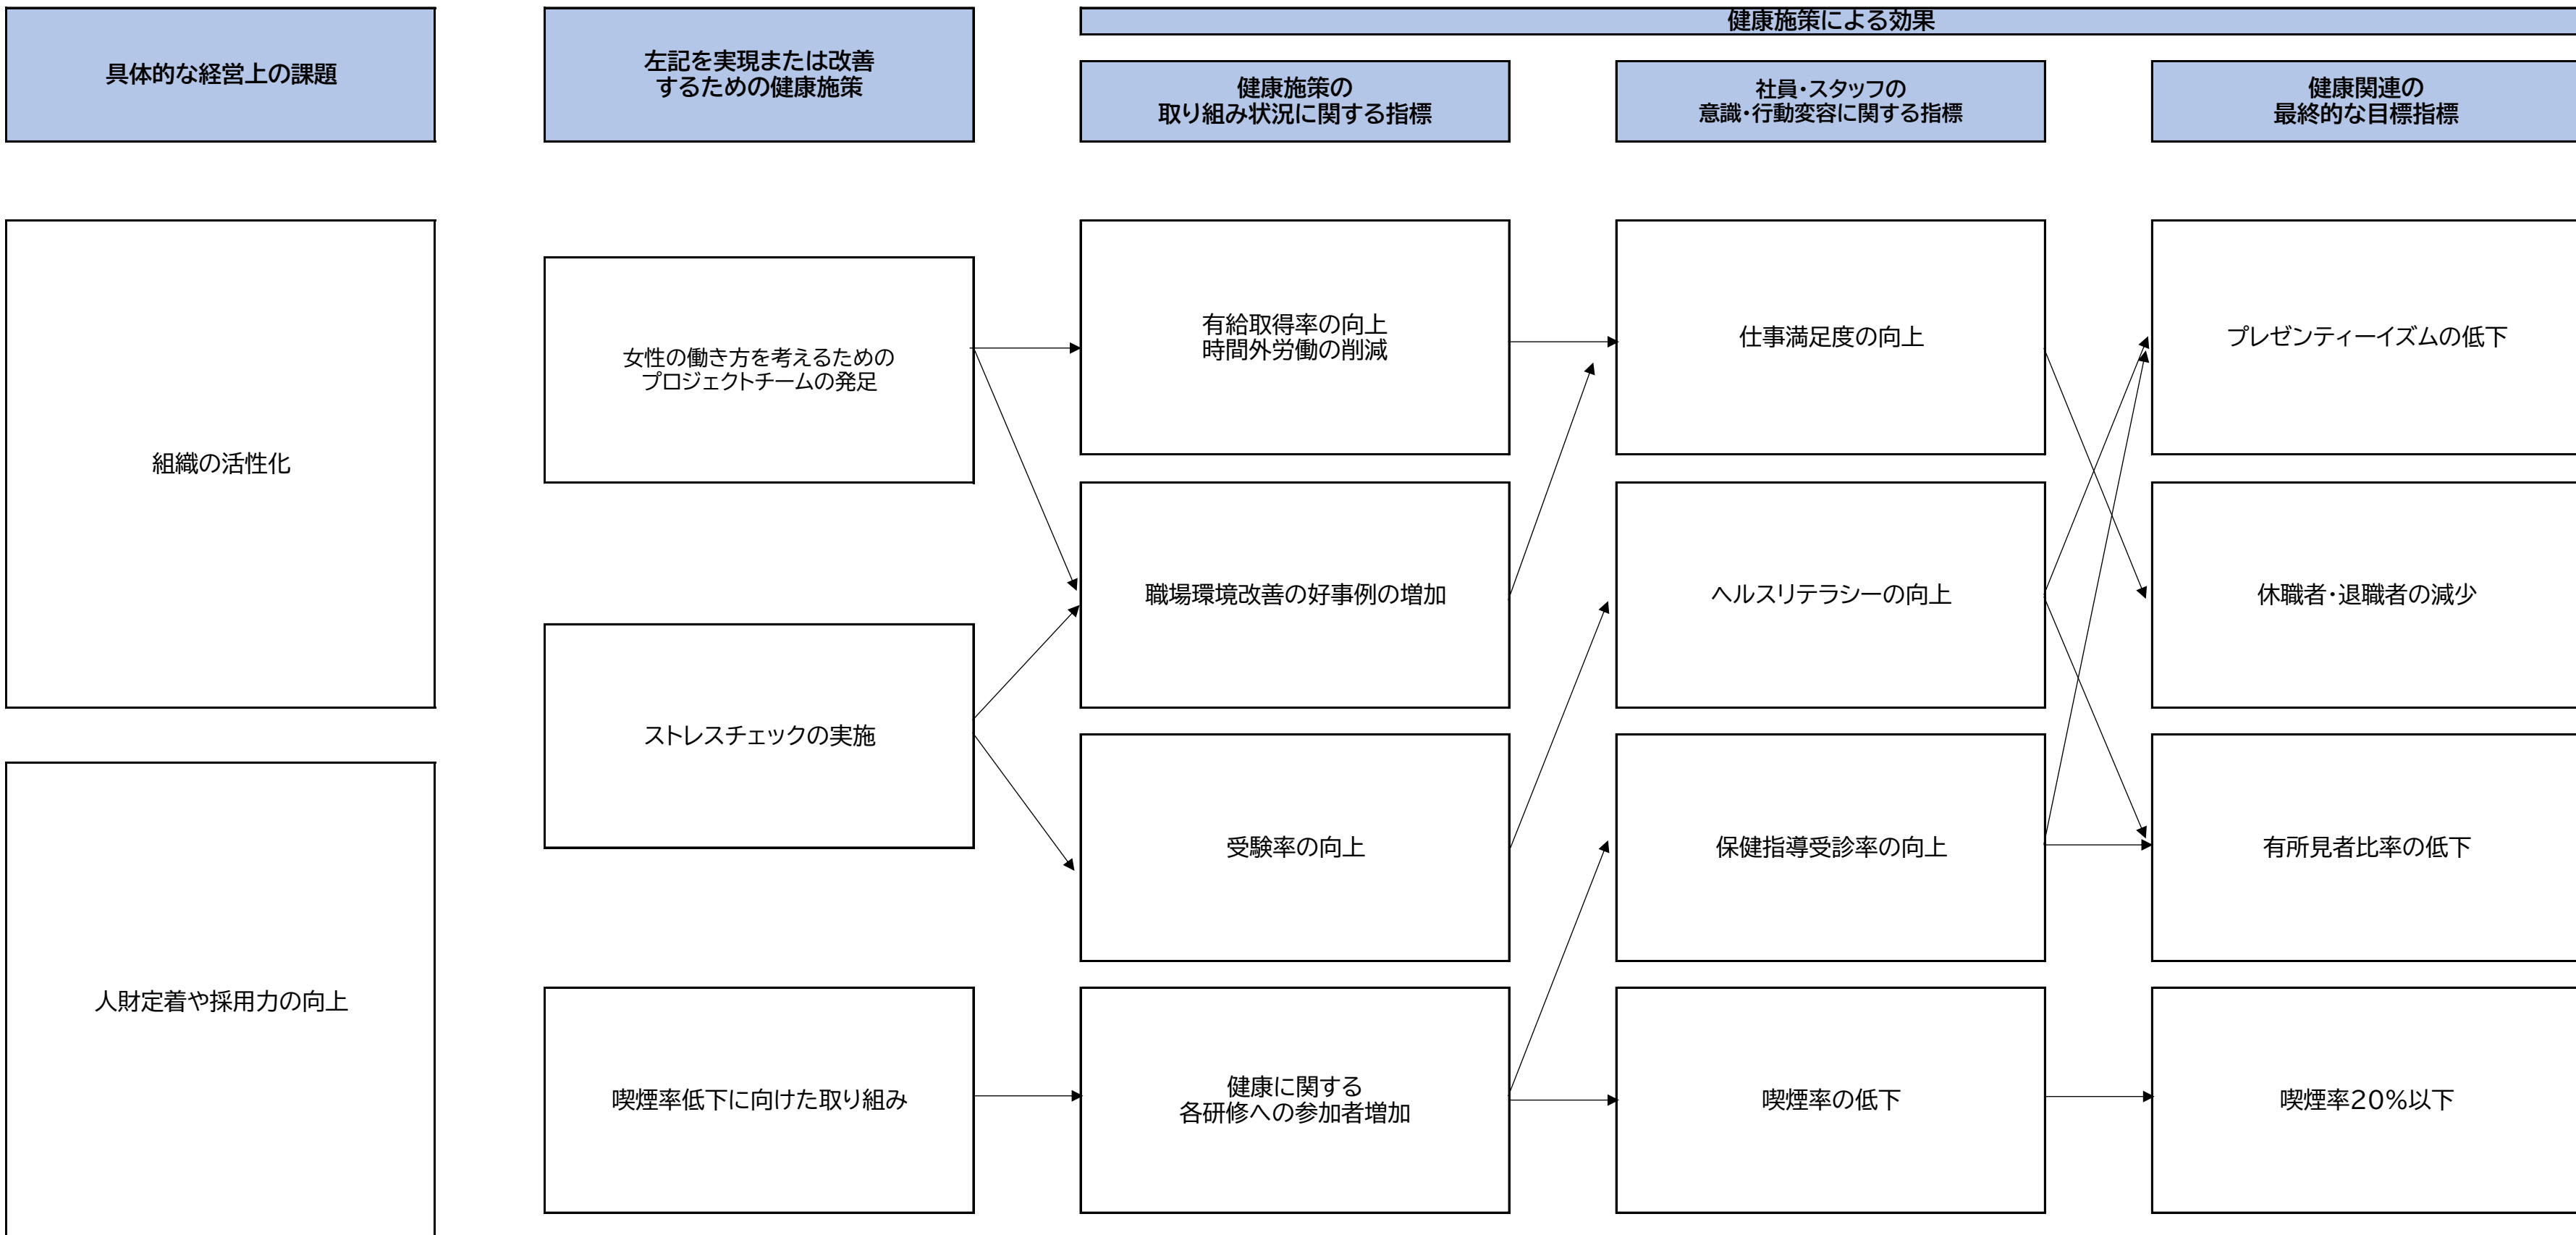 健康施策による効果
具体的な経営上の課題
左記を実現または改善
するための健康施策
健康施策の
取り組み状況に関する指標
社員・スタッフの
意識・行動変容に関する指標
健康関連の
最終的な目標指標
組織の活性化
人財定着や採用力の向上
女性の働き方を考えるための
プロジェクトチームの発足
ストレスチェックの実施
喫煙率低下に向けた取り組み
有給取得率の向上
時間外労働の削減
職場環境改善の好事例の増加
受験率の向上
健康に関する
各研修への参加者増加
仕事満足度の向上
ヘルスリテラシーの向上
保健指導受診率の向上
喫煙率の低下
プレゼンティーイズムの低下
休職者・退職者の減少
有所見者比率の低下
喫煙率20%以下